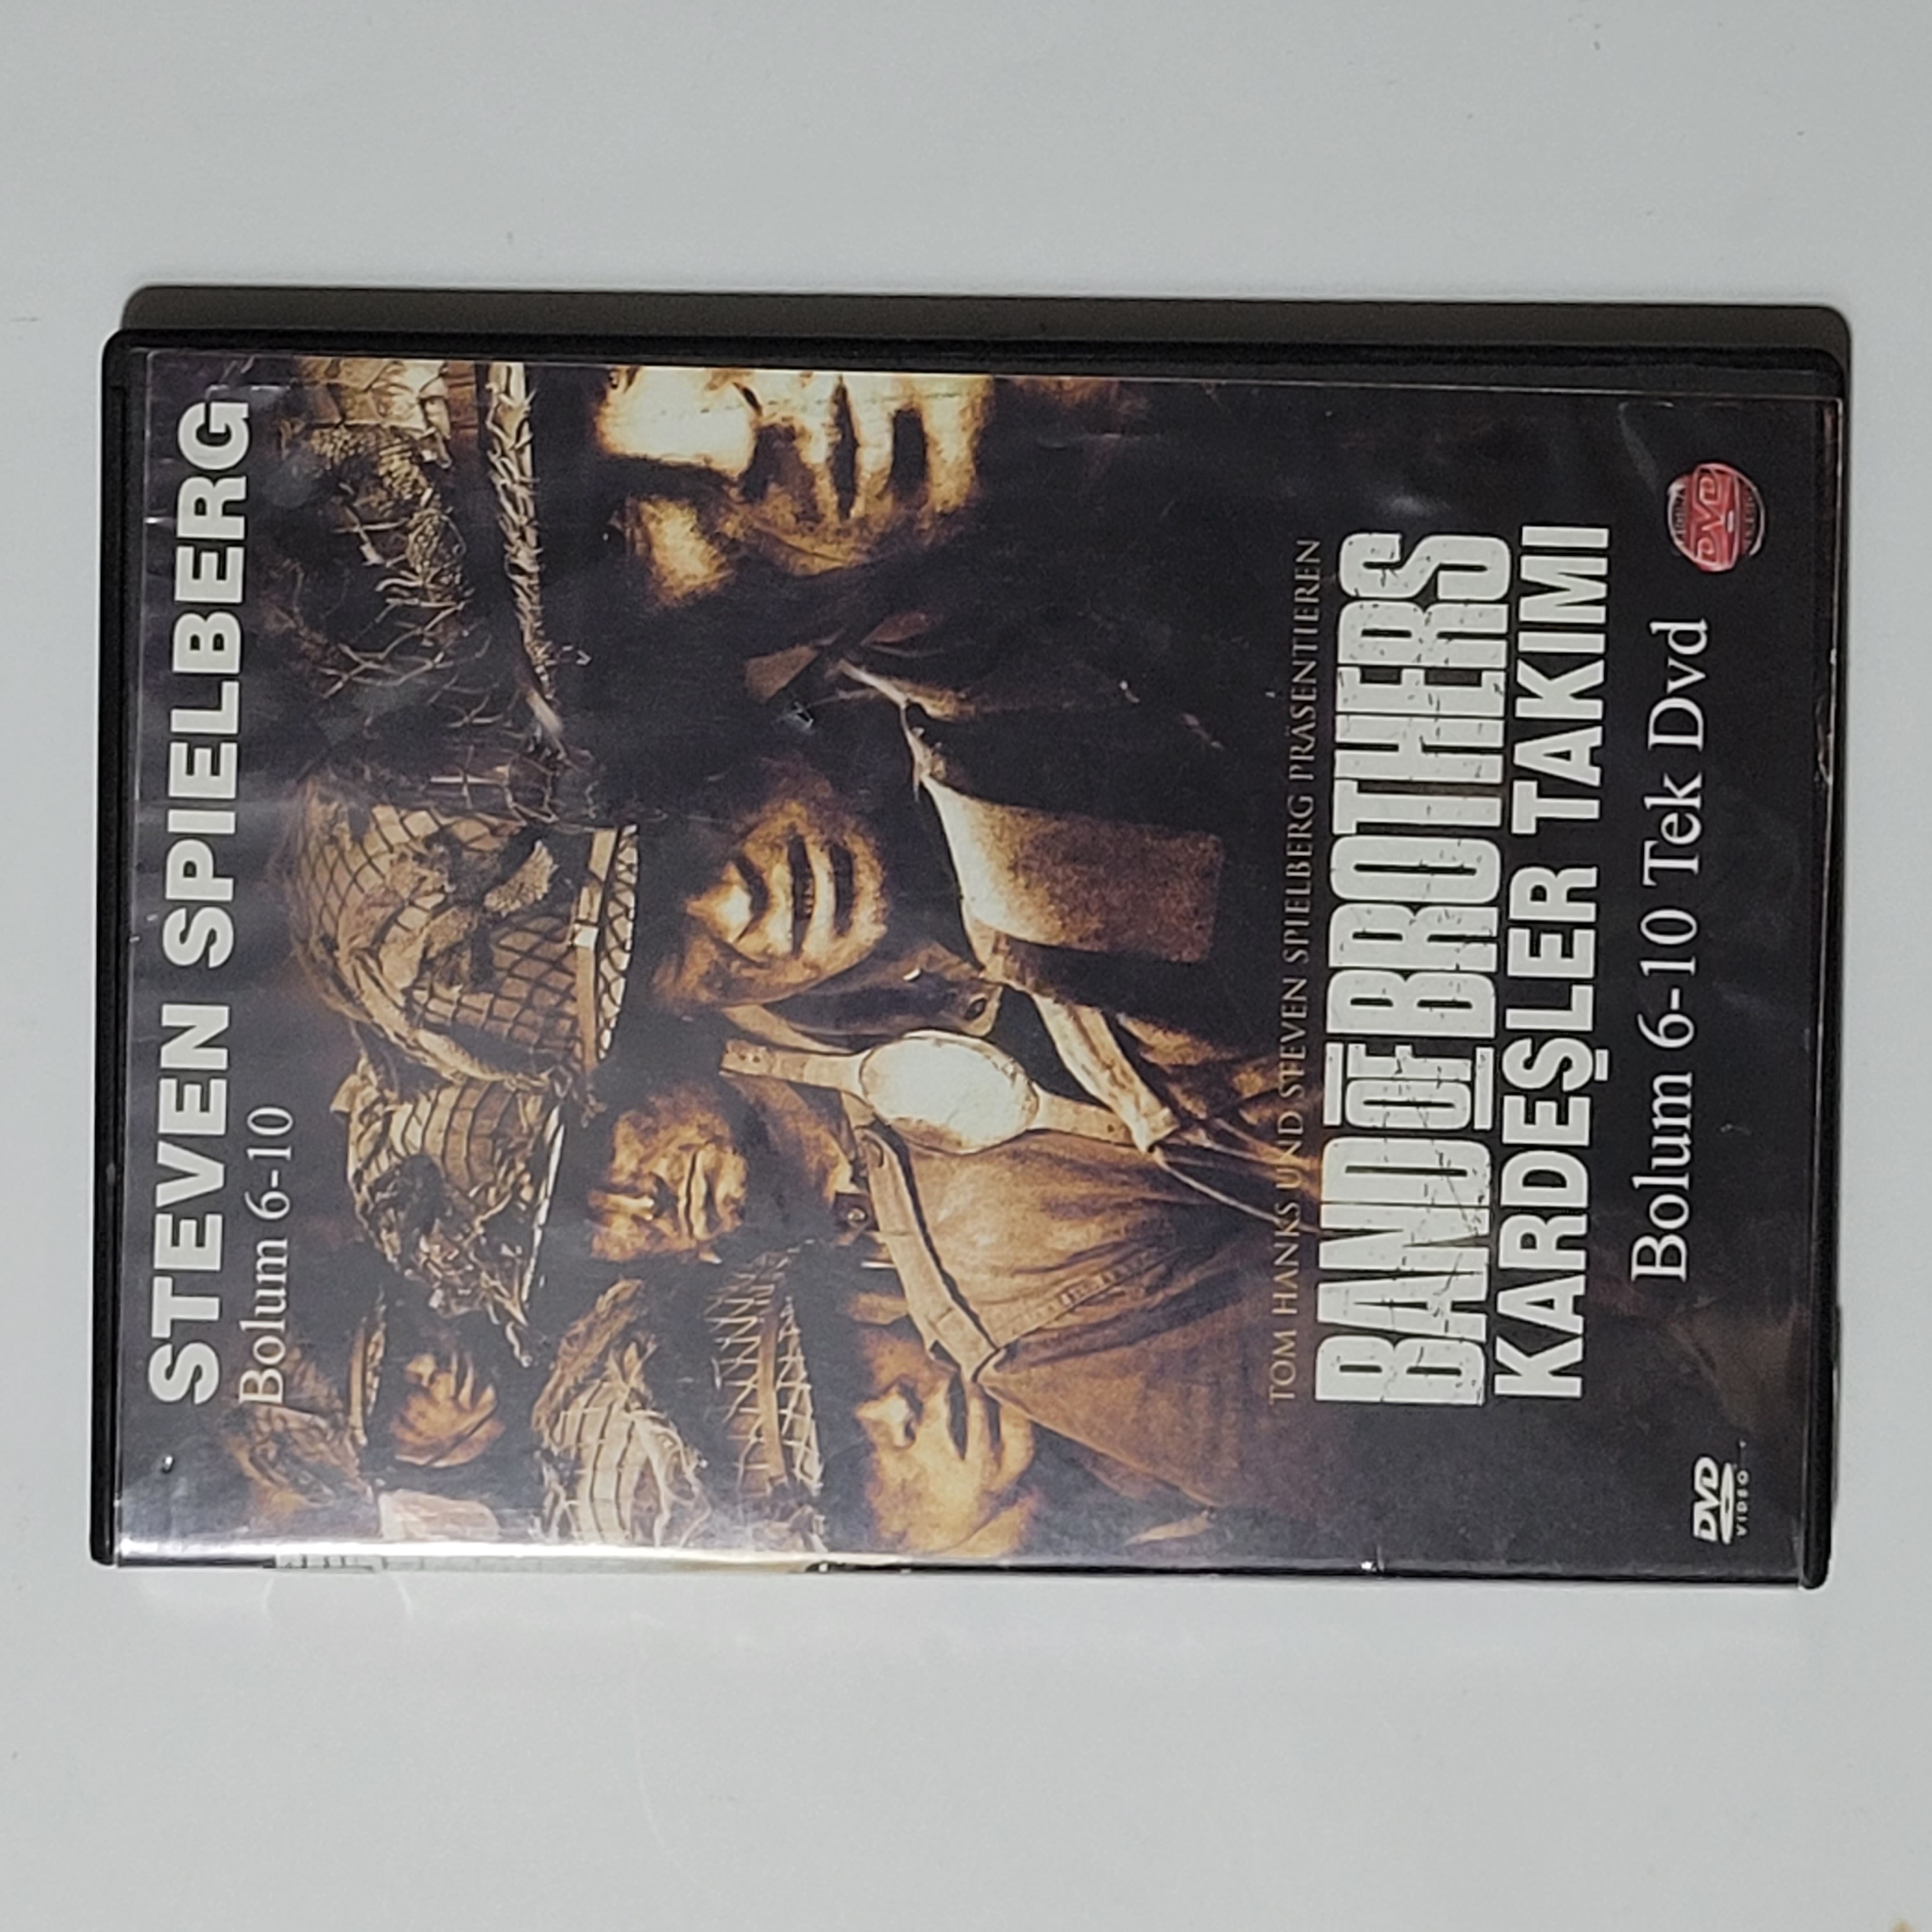 STEVEN SPIELBERG
Bolum 6-10
TOM HANKS UND STEVEN SPIELBERG PRÄSENTIEREN
BAND OF BROTHERS
KARDEŞLER TAKIMI
Bolum 6-10 Tek Dvd
DVD
VIDEO
DVD